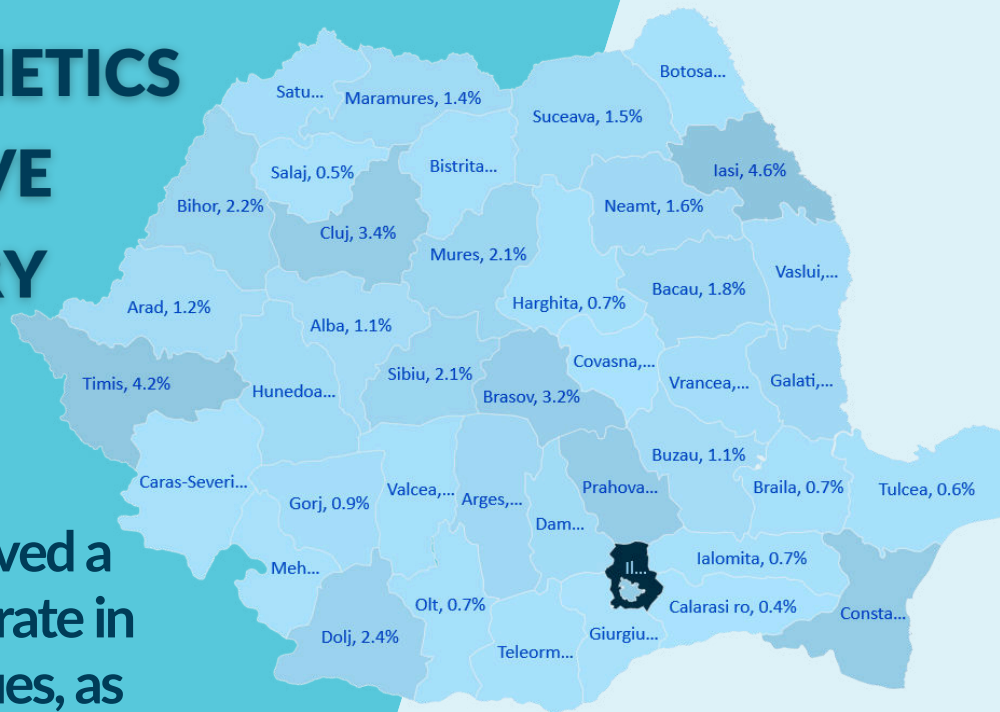 IETICS
VE
RY
ved a
rate in
ues, as
Botosa...
Satu...
Maramures, 1.4%
Suceava, 1.5%
Iasi, 4.6%
Salaj, 0.5%
Bistrita...
Bihor, 2.2%
Neamt, 1.6%
Cluj, 3.4%
Mures, 2.1%
Vaslui,...
Bacau, 1.8%
Harghita, 0.7%
Arad, 1.2%
Alba, 1.1%
Covasna,...
Sibiu, 2.1%
Timis, 4.2%
Hunedoa...
Vrancea,...
Galati,...
Brasov, 3.2%
Buzau, 1.1%
Caras-Severi...
Valcea,...
Prahova...
Braila, 0.7%
Tulcea, 0.6%
Gorj, 0.9%
Arges,...
Dam...
Ialomita, 0.7%
Meh...
Il...
Olt, 0.7%
Calarasi ro, 0.4%
Consta...
Dolj, 2.4%
Giurgiu...
Teleorm...